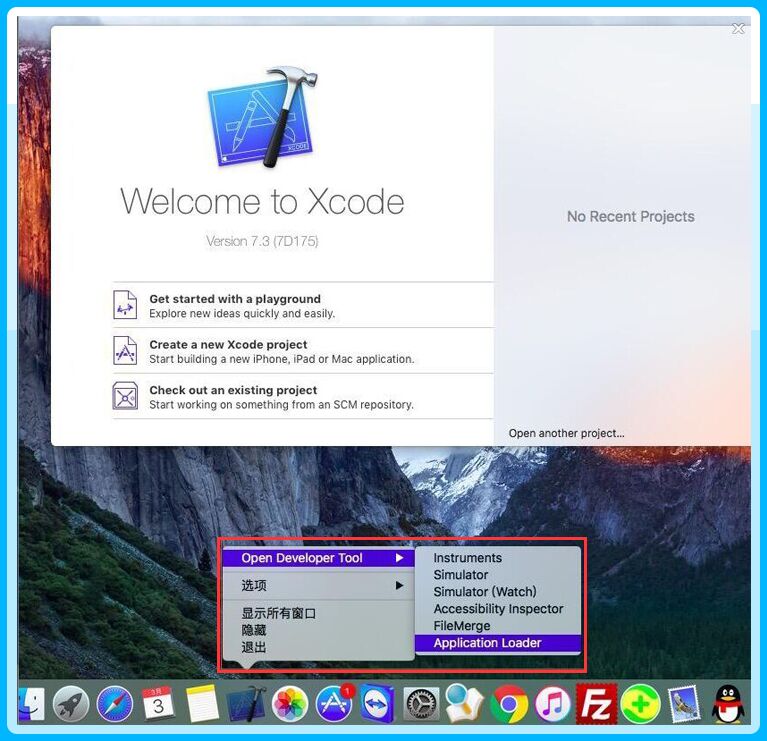 XCODE
Welcome to Xcode
Version 7.3 (7D175)
No Recent Projects
Get started with a playground
Explore new ideas quickly and easily.
Create a new Xcode project
Start building a new iPhone, iPad or Mac application.
Check out an existing project
Start working on something from an SCM repository.
Open another project...
Open Developer Tool
选项
显示所有窗口
隐藏
退出
Instruments
Simulator
Simulator (Watch)
Accessibility Inspector
FileMerge
Application Loader
3
1
FZ